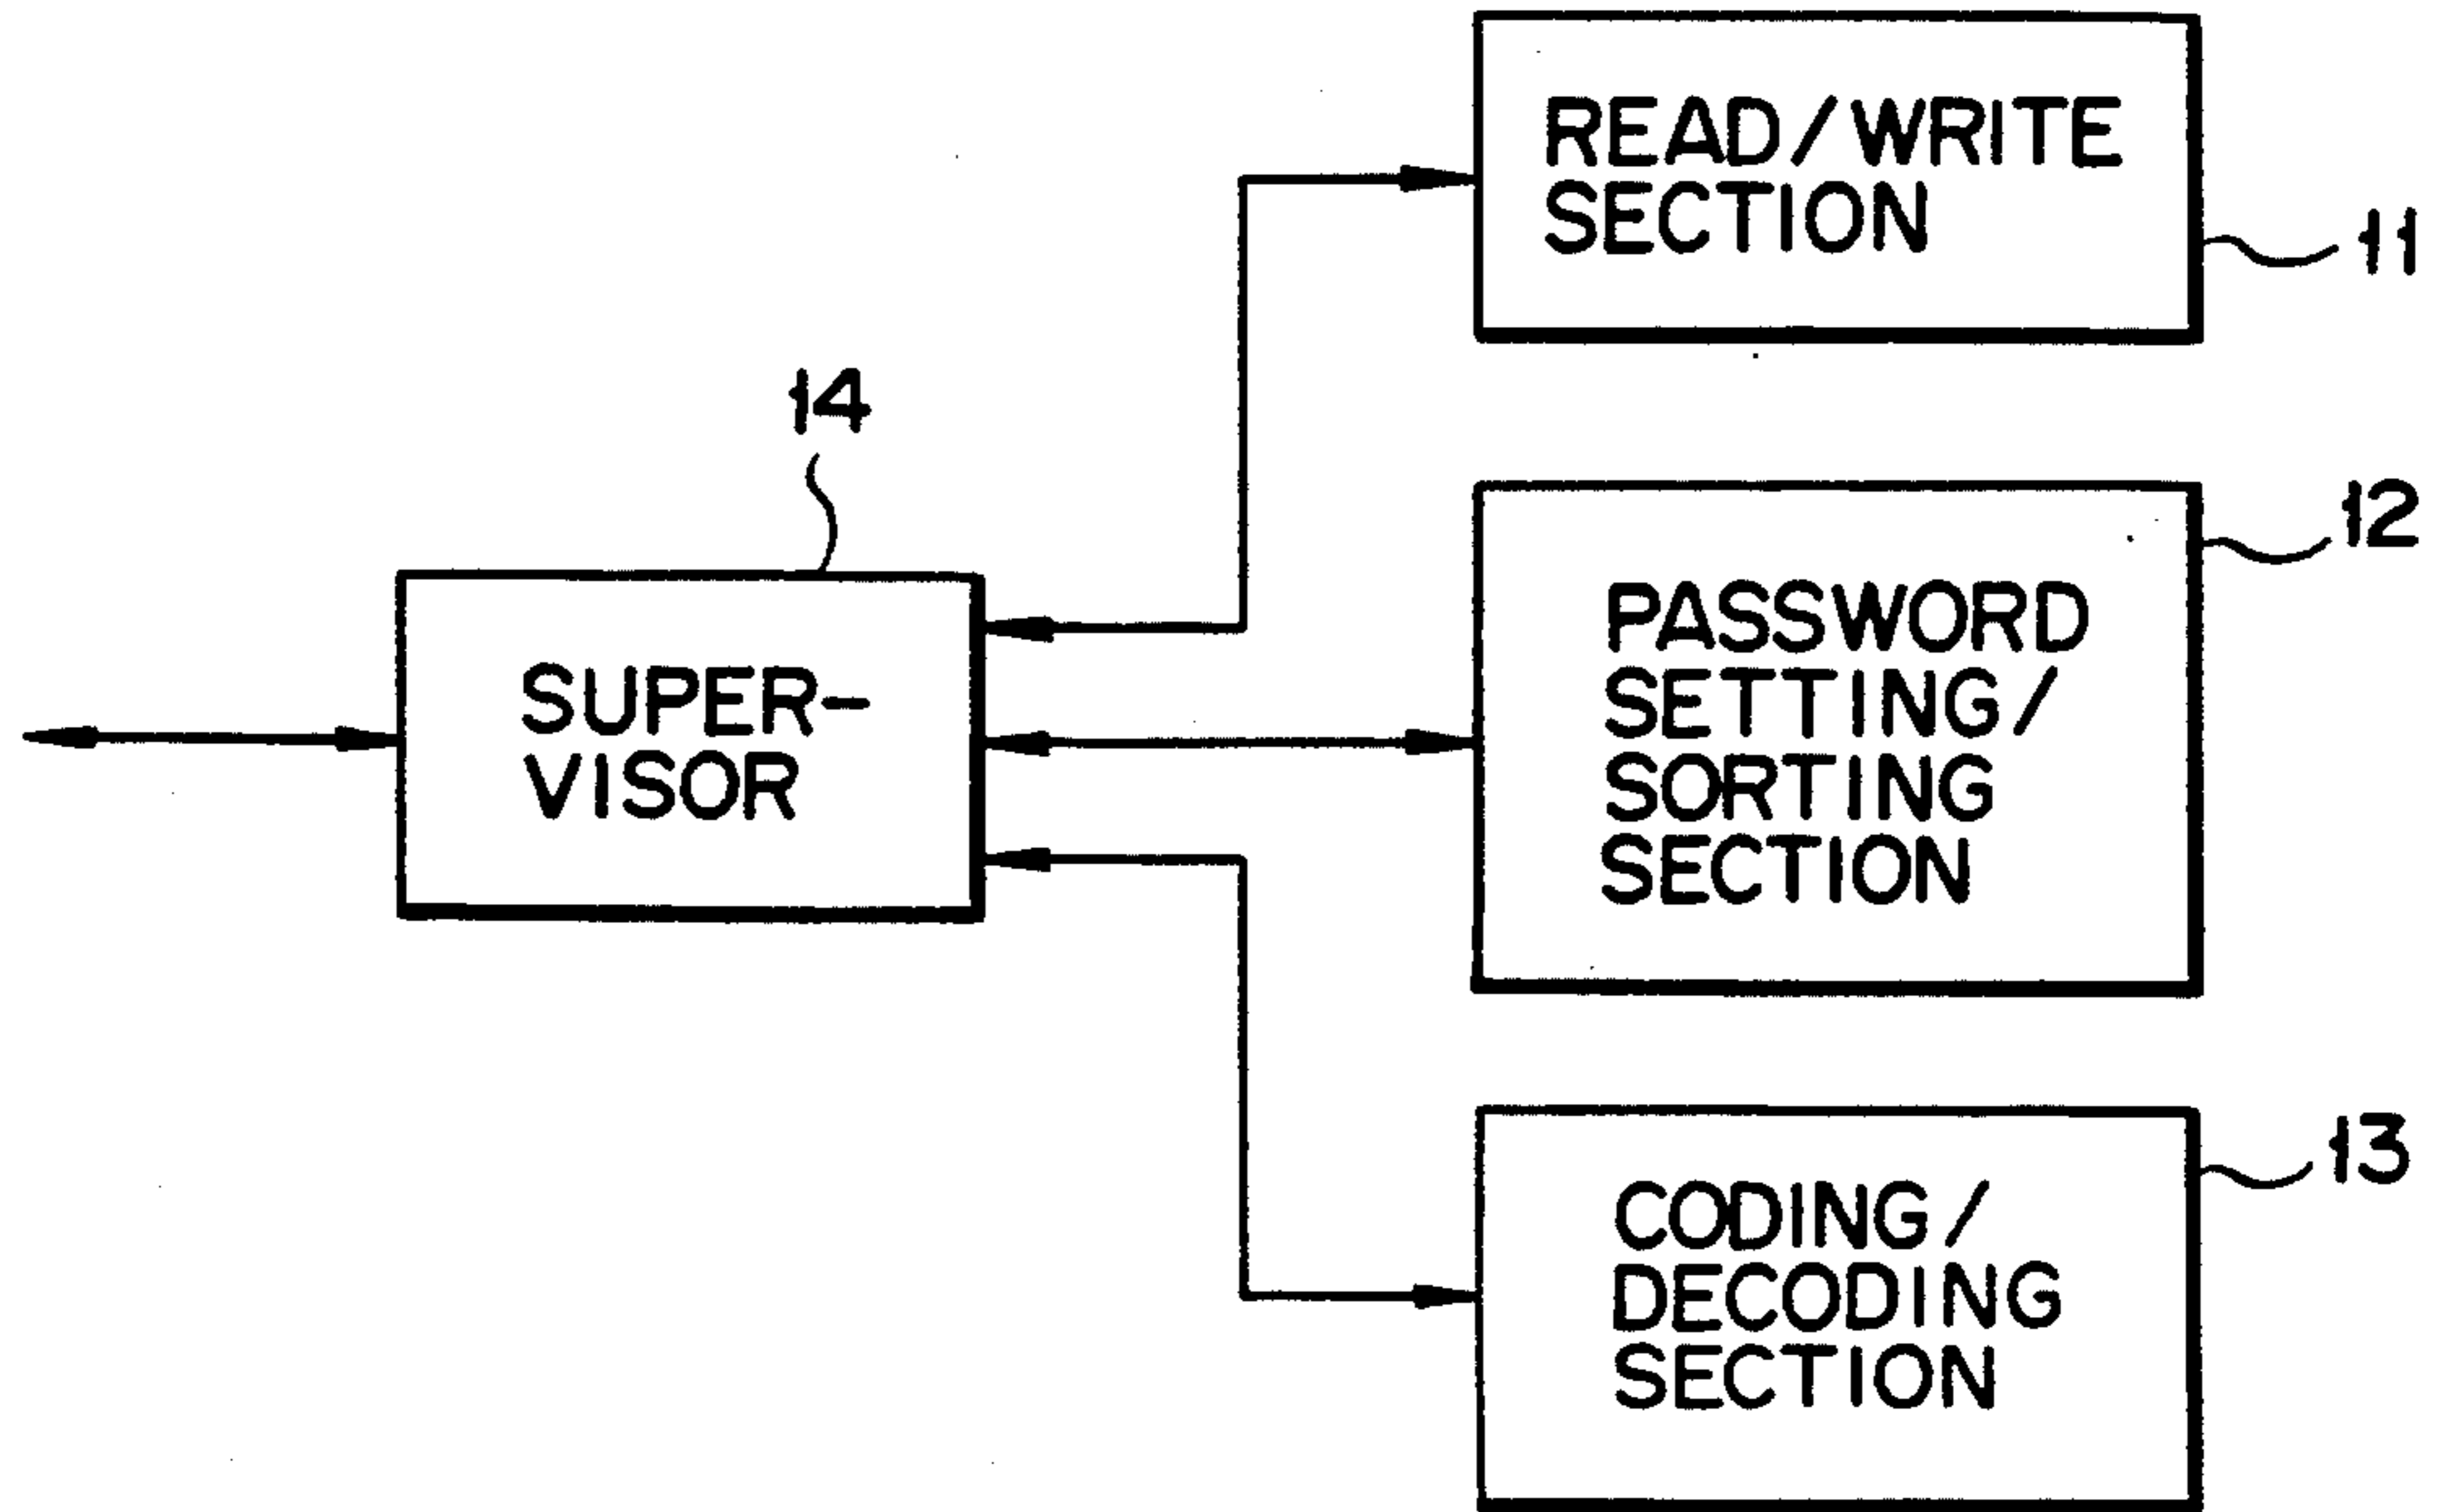 READ/WRITE
SECTION
11
14
12
PASSWORD
SETTING/
SORTING
SECTION
SUPER-
VISOR
13
CODING/
DECODING
SECTION